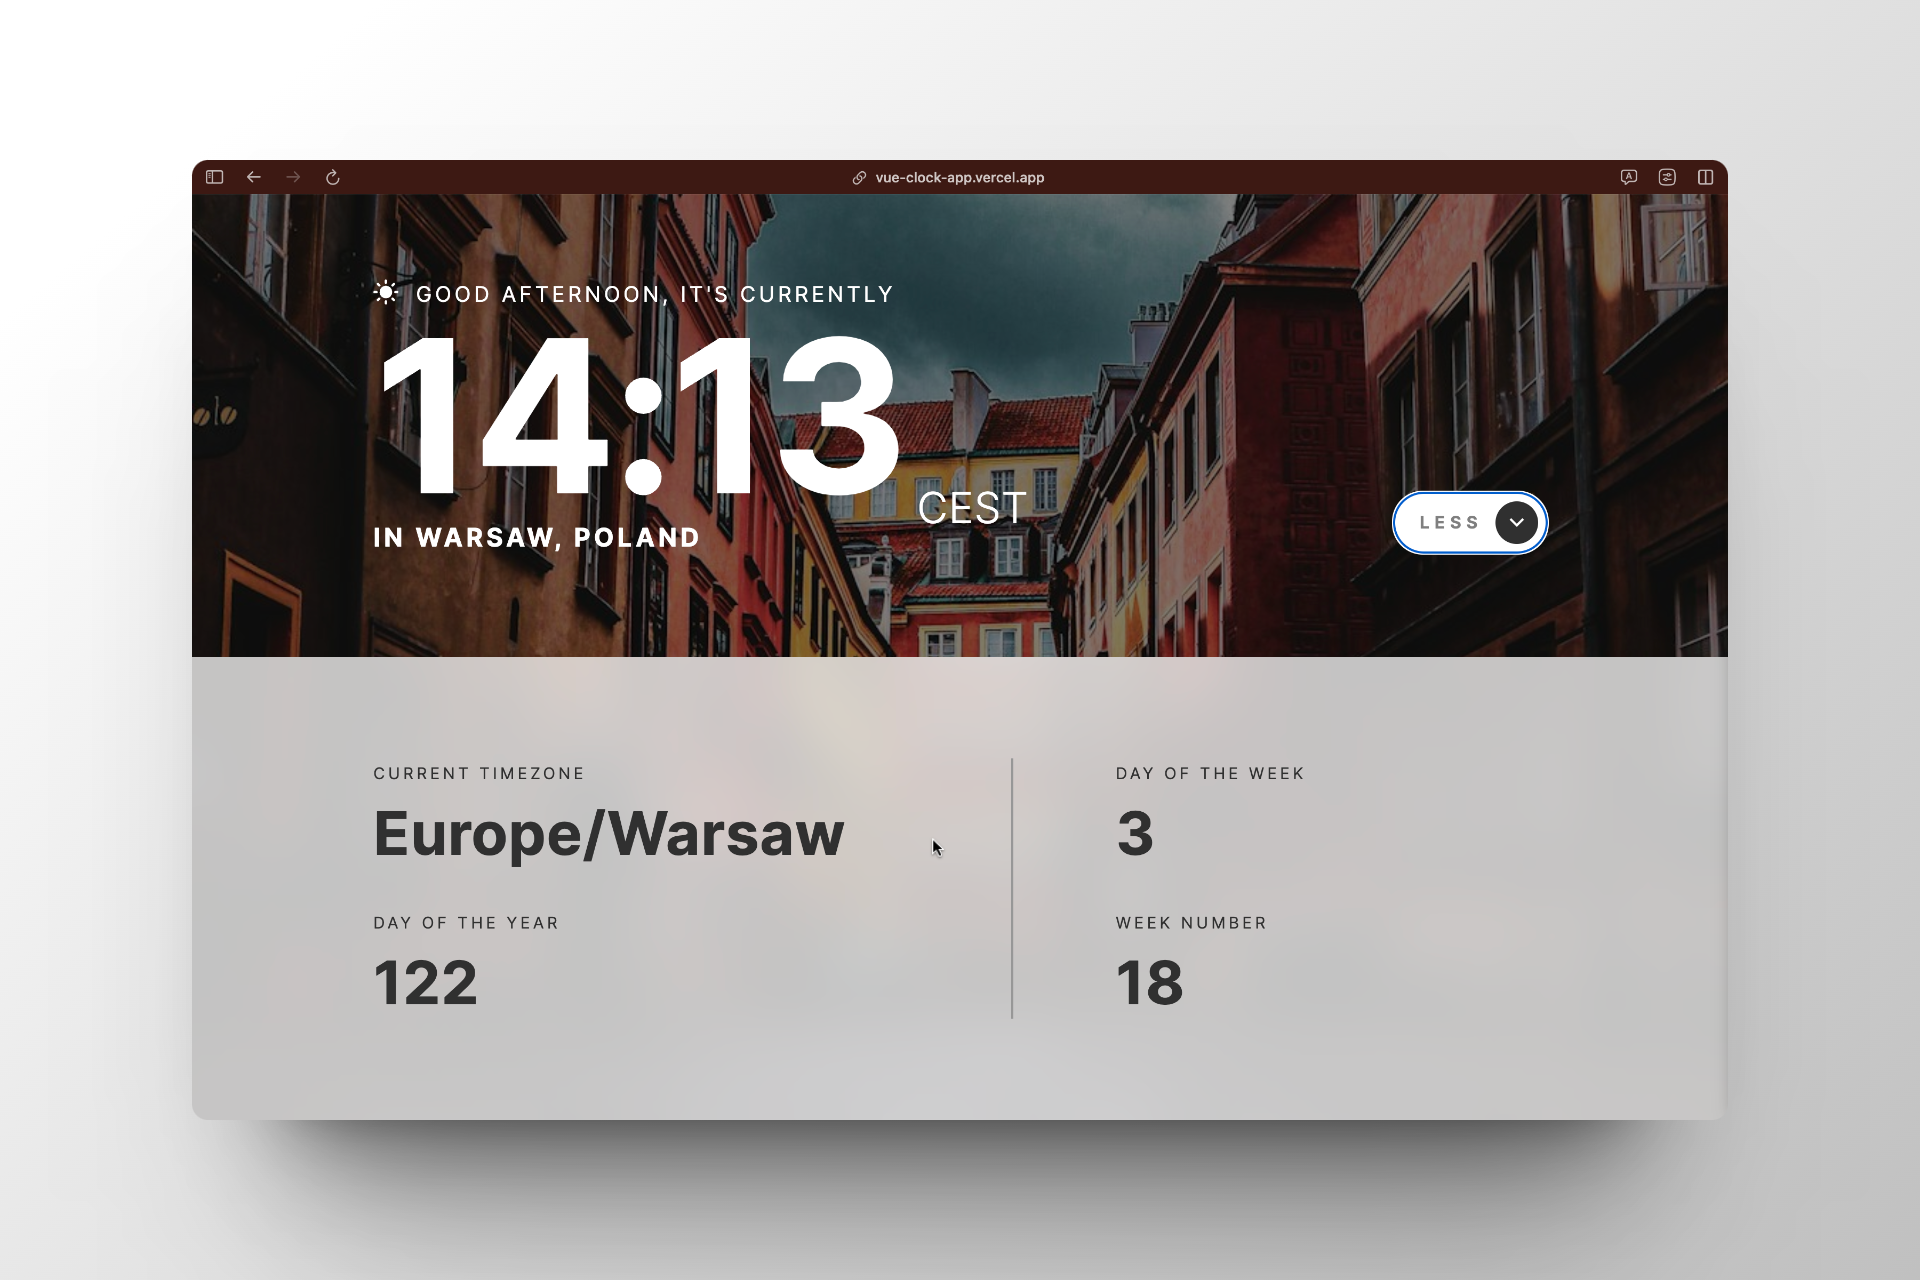 vue-clock-app.vercel.app
GOOD AFTERNOON, IT'S CURRENTLY
14:13
CEST
IN WARSAW, POLAND
LESS
CURRENT TIMEZONE
Europe/Warsaw
DAY OF THE YEAR
122
DAY OF THE WEEK
3
WEEK NUMBER
18